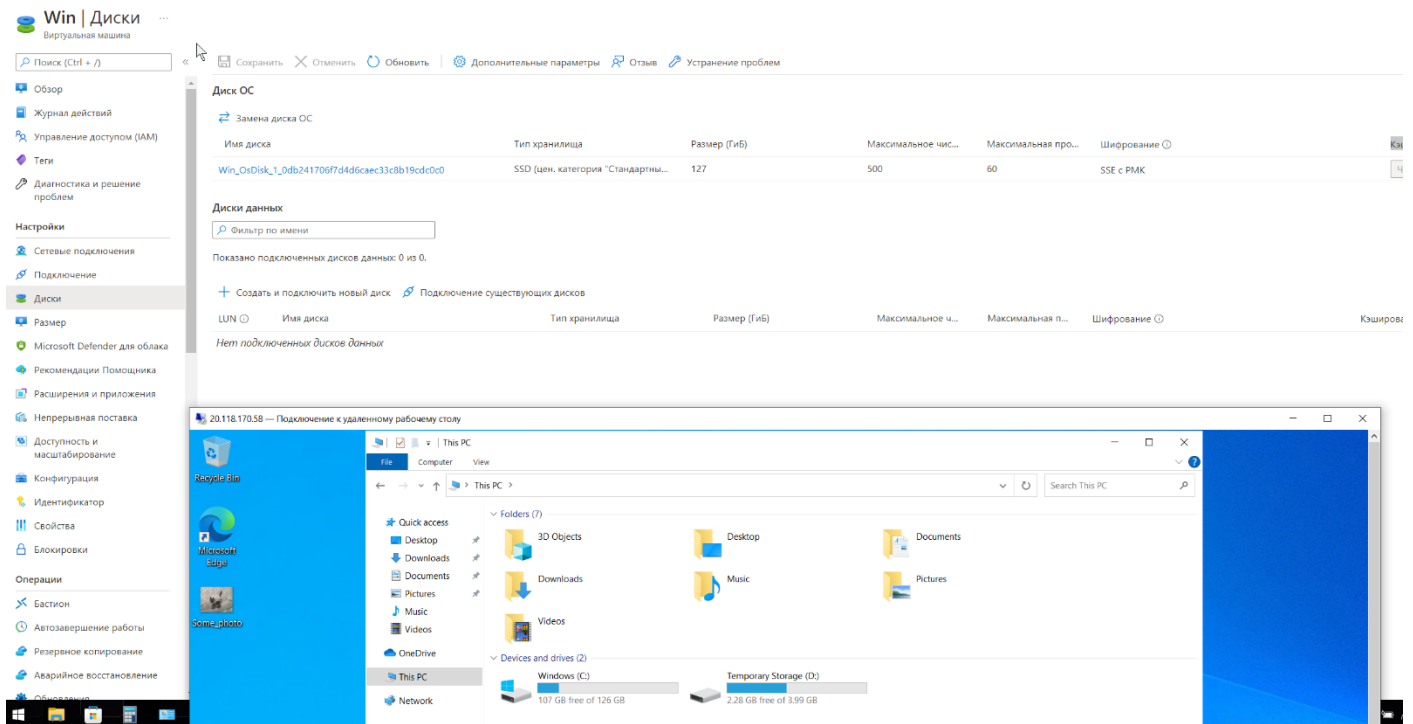 Win | Диски ...
Виртуальная машина
Поиск (Ctrl + /) «
Сохранить Отменить Обновить Дополнительные параметры Отзыв Устранение проблем
Обзор
Журнал действий
Управление доступом (IAM)
Теги
Диагностика и решение
проблем
Настройки
Сетевые подключения
Подключение
Диски
Размер
Microsoft Defender для облака
Рекомендации Помощника
Расширения и приложения
Непрерывная поставка
Доступность и
масштабирование
Конфигурация
Идентификатор
Свойства
Блокировки
Операции
Бастион
Автозавершение работы
Резервное копирование
Аварийное восстановление
Обновления
Диск ОС
Замена диска ОС
Имя диска Тип хранилища Размер (ГиБ) Максимальное чис... Максимальная про... Шифрование
Win_OsDisk_1_0db241706f7d4d6caec33c8b19cdc0c0 SSD (цен. категория "Стандартны... 127 500 60 SSE с PMK
Диски данных
Фильтр по имени
Показано подключенных дисков данных: 0 из 0.
Создать и подключить новый диск Подключение существующих дисков
LUN Имя диска Тип хранилища Размер (ГиБ) Максимальное ч... Максимальная п... Шифрование Кэширова
Нет подключенных дисков данных
20.118.170.58 — Подключение к удаленному рабочему столу
Recycle Bin
Microsoft
Edge
Some_photo
This PC
File Computer View
This PC
Search This PC
Quick access
Desktop
Downloads
Documents
Pictures
Music
Videos
OneDrive
This PC
Network
Folders (7)
3D Objects Desktop Documents
Downloads Music Pictures
Videos
Devices and drives (2)
Windows (C:) Temporary Storage (D:)
107 GB free of 126 GB 2.28 GB free of 3.99 GB